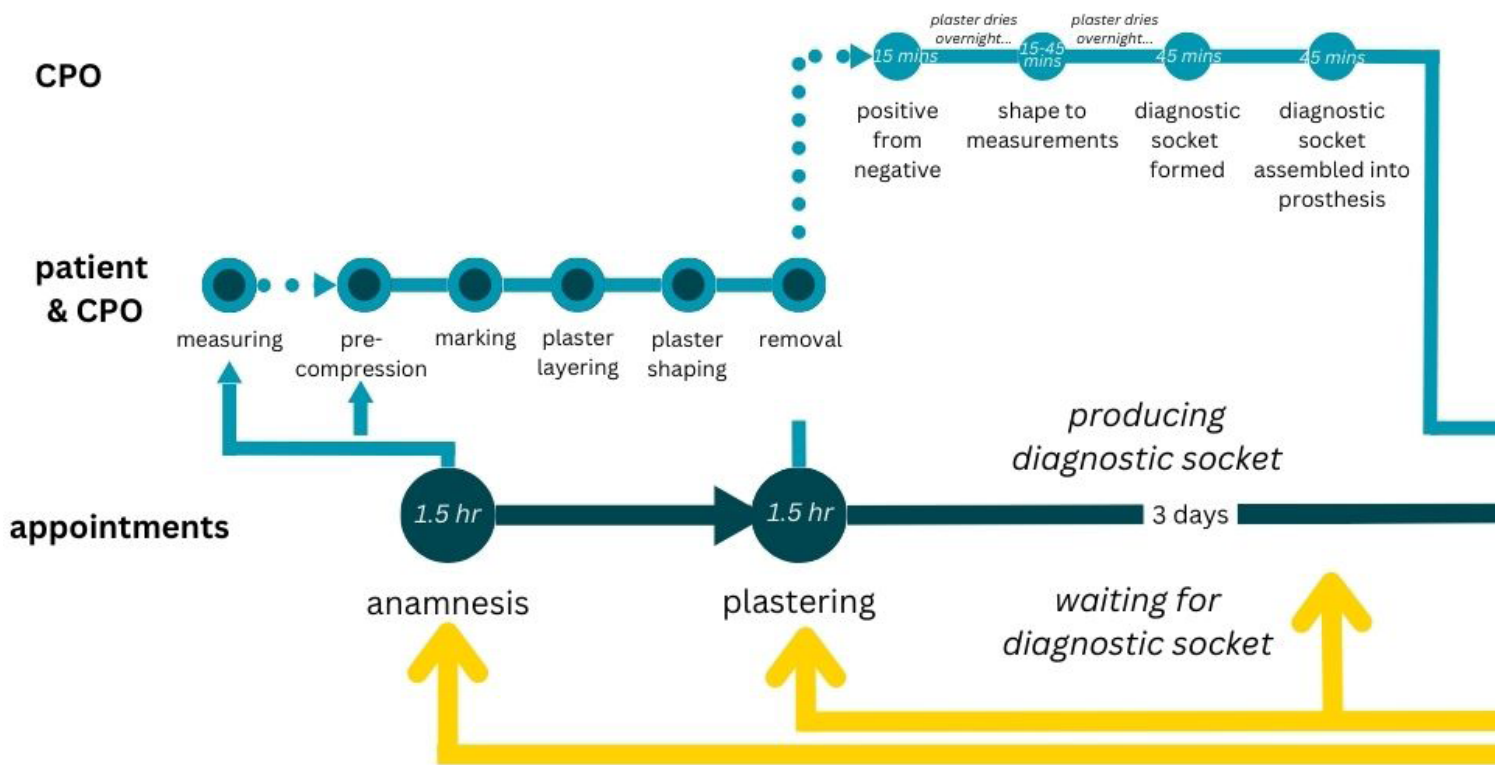 plaster dries
overnight...
plaster dries
overnight...
CPO
15 mins
15-45
mins
45 mins
45 mins
positive
from
negative
shape to
measurements
diagnostic
socket
formed
diagnostic
socket
assembled into
prosthesis
patient
& CPO
measuring
pre-
compression
marking
plaster
layering
plaster
shaping
removal
producing
diagnostic socket
appointments
1.5 hr
1.5 hr
3 days
anamnesis
plastering
waiting for
diagnostic socket